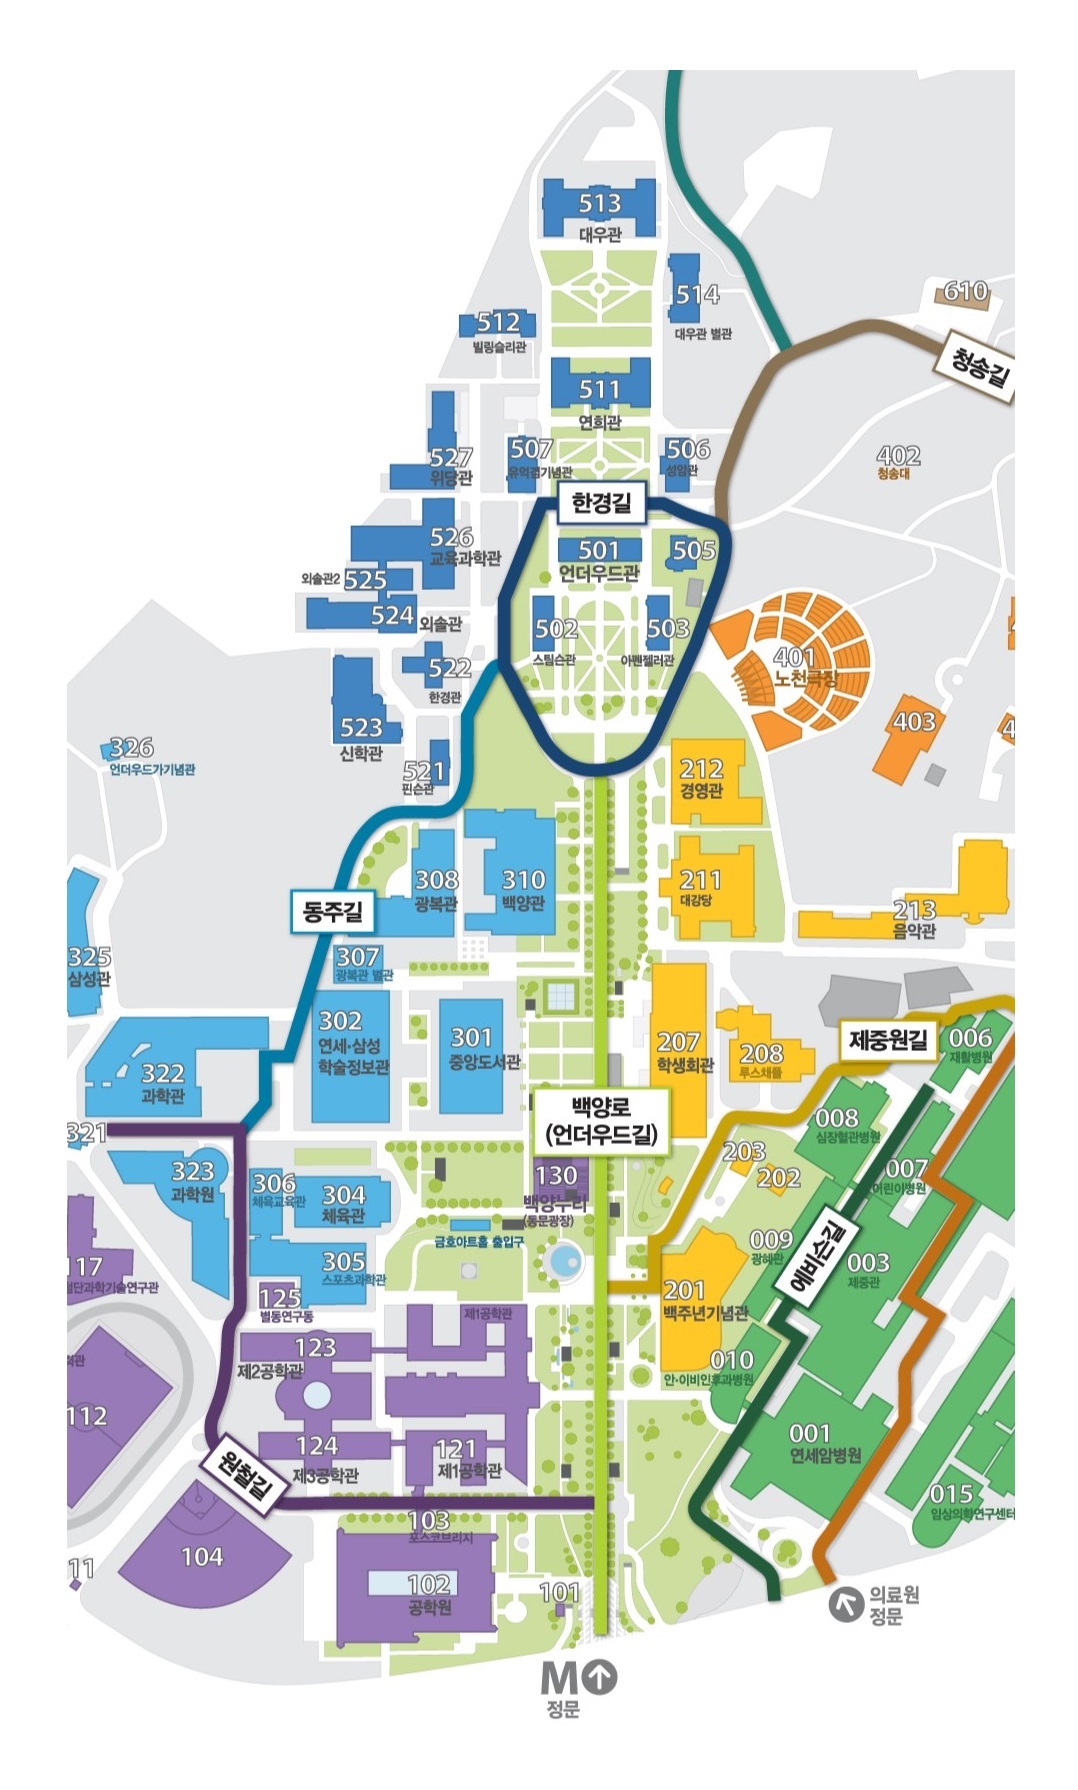 513
대우관
514
대우관 별관
610
청송길
512
빌링슬리관
511
연희관
527
위당관
507
유억겸기념관
506
성암관
402
청송대
한경길
526
교육과학관
501
언더우드관
505
외솔관2
525
524
외솔관
502
스팀슨관
503
아펜젤러관
401
노천극장
522
한경관
523
신학관
403
326
언더우드가기념관
521
핀슨관
212
경영관
308
광복관
310
백양관
211
대강당
213
음악관
동주길
325
삼성관
307
광복관 별관
302
연세·삼성
학술정보관
301
중앙도서관
207
학생회관
208
루스채플
제중원길
006
재활병원
322
과학관
백양로
(언더우드길)
321
008
심장혈관병원
323
과학원
306
체육교육관
304
체육관
130
백양누리
(동문광장)
203
202
007
어린이병원
금호아트홀 출입구
009
광혜관
에비슨길
003
제중관
305
스포츠과학관
117
첨단과학기술연구관
125
별동연구동
201
백주년기념관
제1공학관
123
제2공학관
010
안·이비인후과병원
112
124
제3공학관
121
제1공학관
001
연세암병원
원철길
015
임상의학연구센터
103
포스코브리지
104
11
102
공학원
101
의료원
정문
M
정문